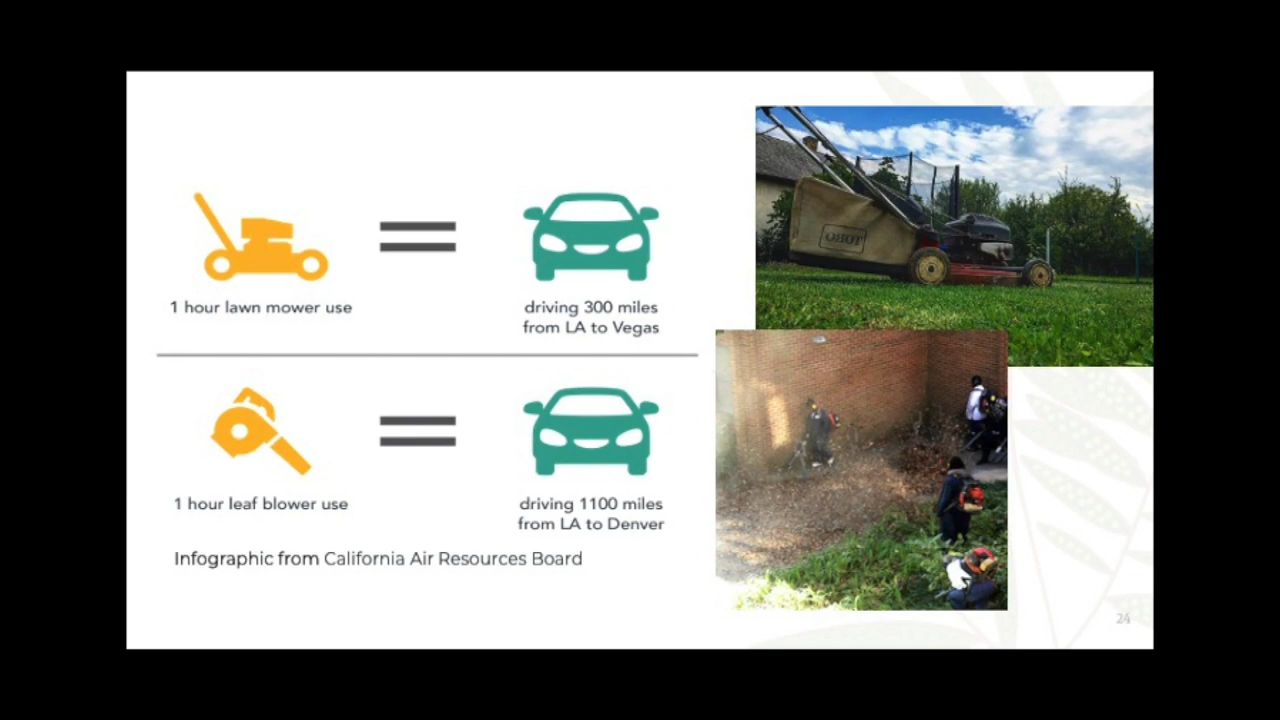 1 hour lawn mower use
driving 300 miles
from LA to Vegas
1 hour leaf blower use
driving 1100 miles
from LA to Denver
Infographic from California Air Resources Board
TORO
24